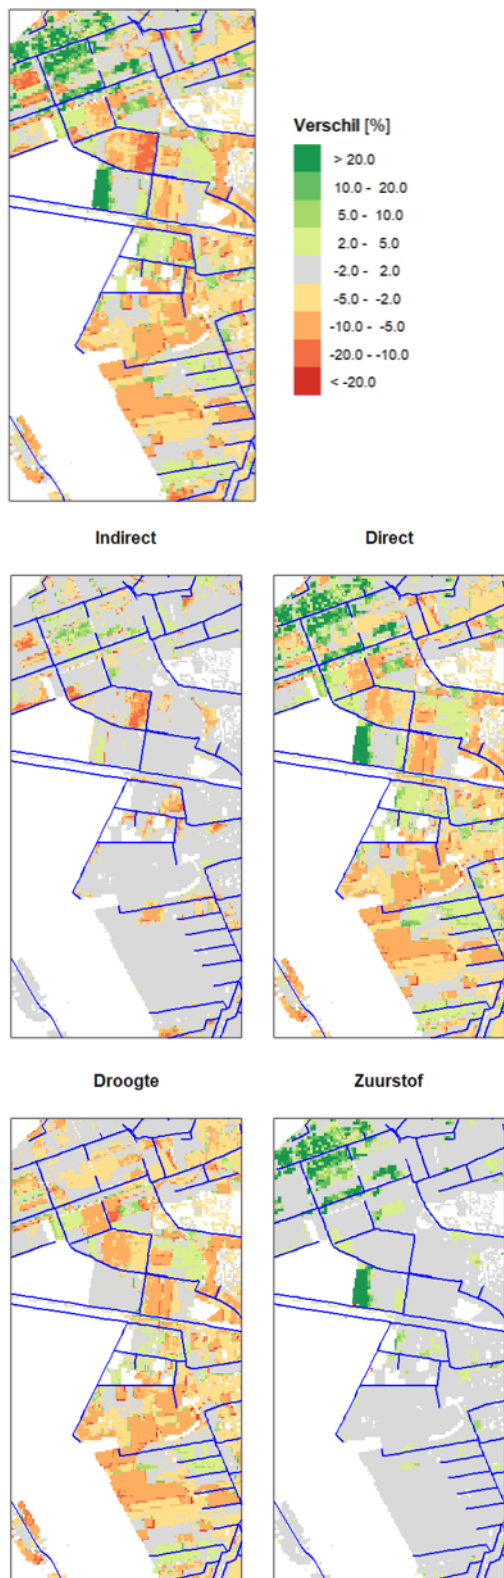 Verschil [%]
> 20.0
10.0 - 20.0
5.0 - 10.0
2.0 - 5.0
-2.0 - 2.0
-5.0 - -2.0
-10.0 - -5.0
-20.0 - -10.0
< -20.0
Indirect Direct
Droogte Zuurstof